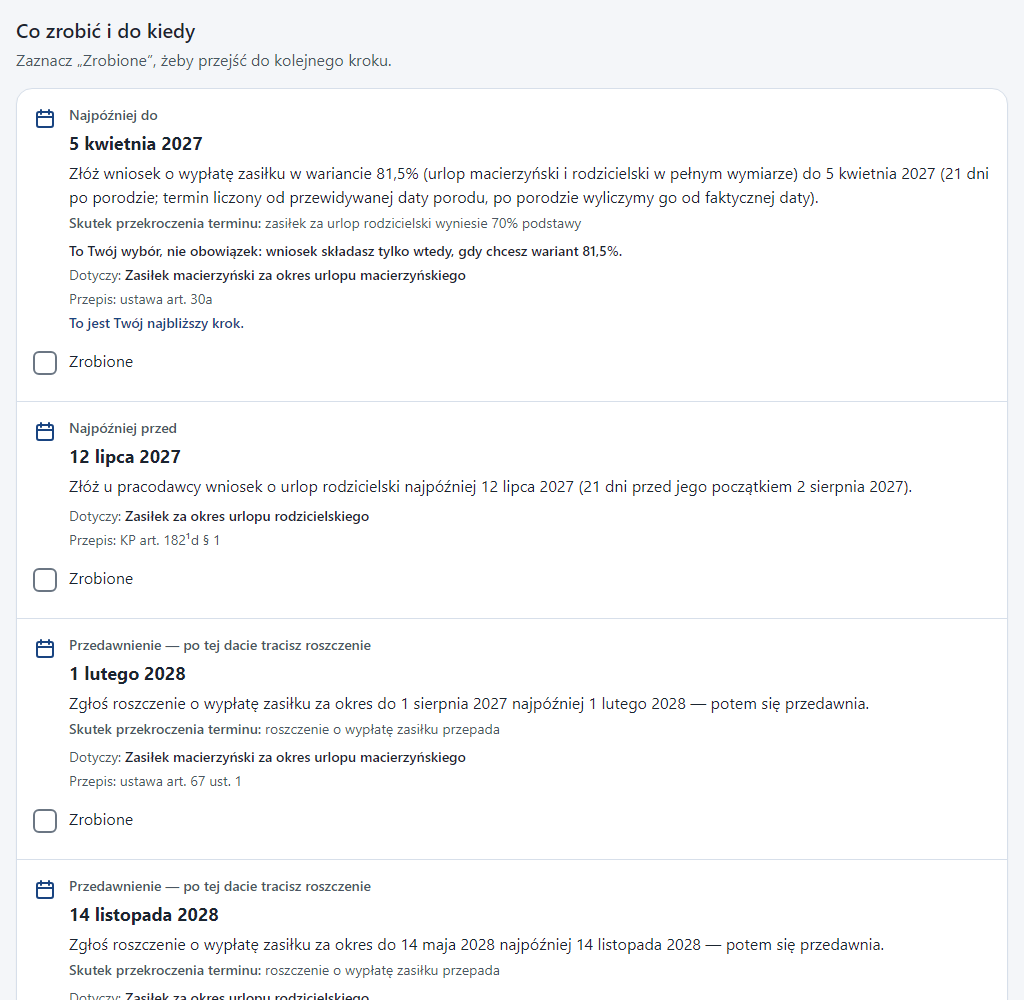 Co zrobić i do kiedy
Zaznacz „Zrobione”, żeby przejść do kolejnego kroku.
Najpóźniej do
5 kwietnia 2027
Złóż wniosek o wypłatę zasiłku w wariancie 81,5% (urlop macierzyński i rodzicielski w pełnym wymiarze) do 5 kwietnia 2027 (21 dni
po porodzie; termin liczony od przewidywanej daty porodu, po porodzie wyliczymy go od faktycznej daty).
Skutek przekroczenia terminu: zasiłek za urlop rodzicielski wyniesie 70% podstawy
To Twój wybór, nie obowiązek: wniosek składasz tylko wtedy, gdy chcesz wariant 81,5%.
Dotyczy: Zasiłek macierzyński za okres urlopu macierzyńskiego
Przepis: ustawa art. 30a
To jest Twój najbliższy krok.
Zrobione
Najpóźniej przed
12 lipca 2027
Złóż u pracodawcy wniosek o urlop rodzicielski najpóźniej 12 lipca 2027 (21 dni przed jego początkiem 2 sierpnia 2027).
Dotyczy: Zasiłek za okres urlopu rodzicielskiego
Przepis: KP art. 182¹d § 1
Zrobione
Przedawnienie — po tej dacie tracisz roszczenie
1 lutego 2028
Zgłoś roszczenie o wypłatę zasiłku za okres do 1 sierpnia 2027 najpóźniej 1 lutego 2028 — potem się przedawnia.
Skutek przekroczenia terminu: roszczenie o wypłatę zasiłku przepada
Dotyczy: Zasiłek macierzyński za okres urlopu macierzyńskiego
Przepis: ustawa art. 67 ust. 1
Zrobione
Przedawnienie — po tej dacie tracisz roszczenie
14 listopada 2028
Zgłoś roszczenie o wypłatę zasiłku za okres do 14 maja 2028 najpóźniej 14 listopada 2028 — potem się przedawnia.
Skutek przekroczenia terminu: roszczenie o wypłatę zasiłku przepada
Dotyczy: Zasiłek za okres urlopu rodzicielskiego